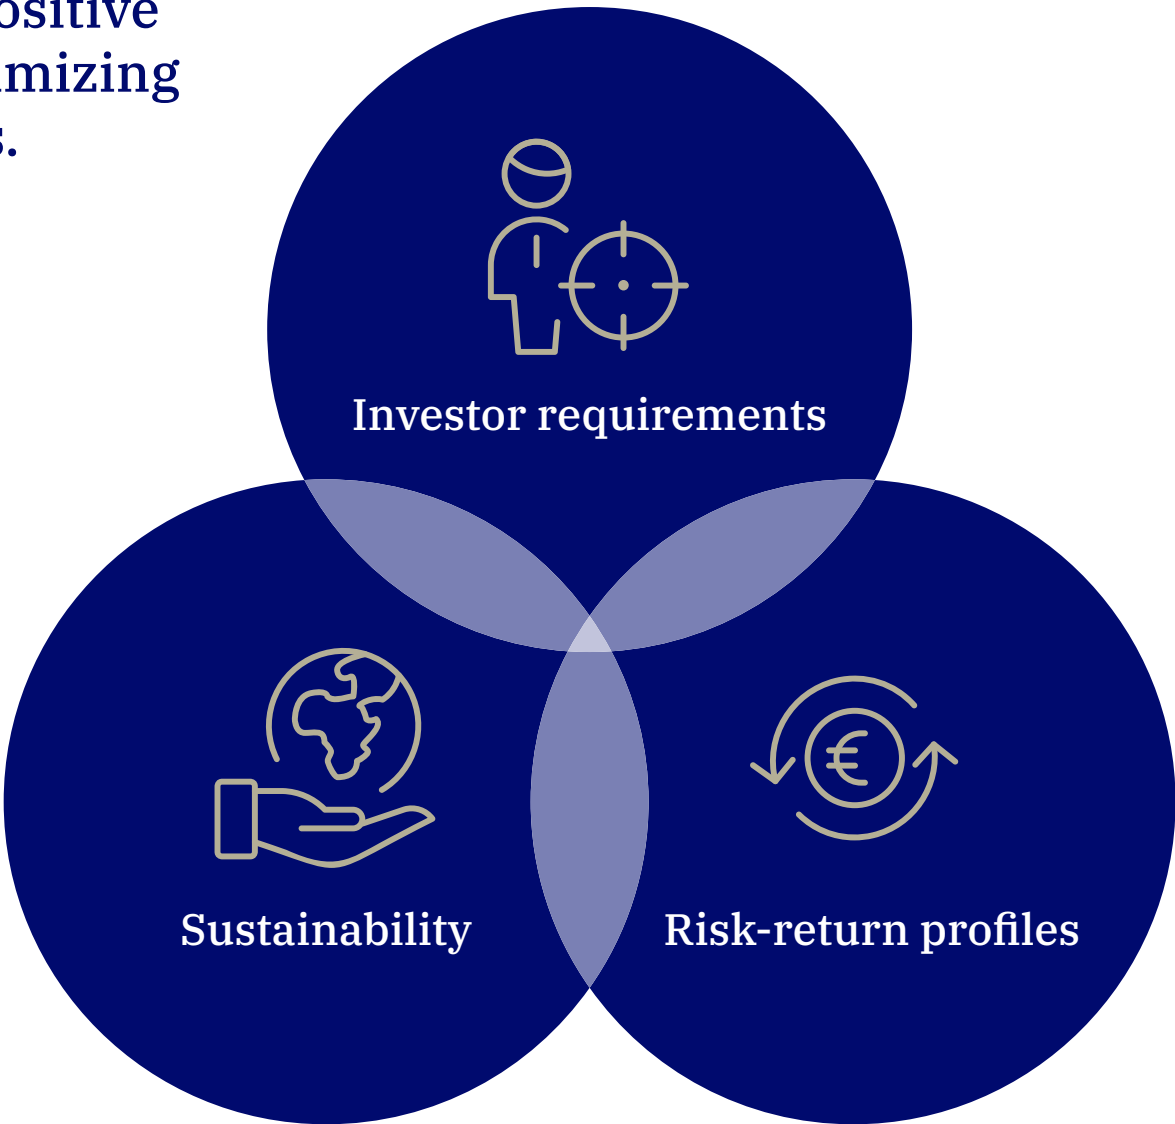 ositive
mizing
s.
Investor requirements
€
Sustainability
Risk-return profiles